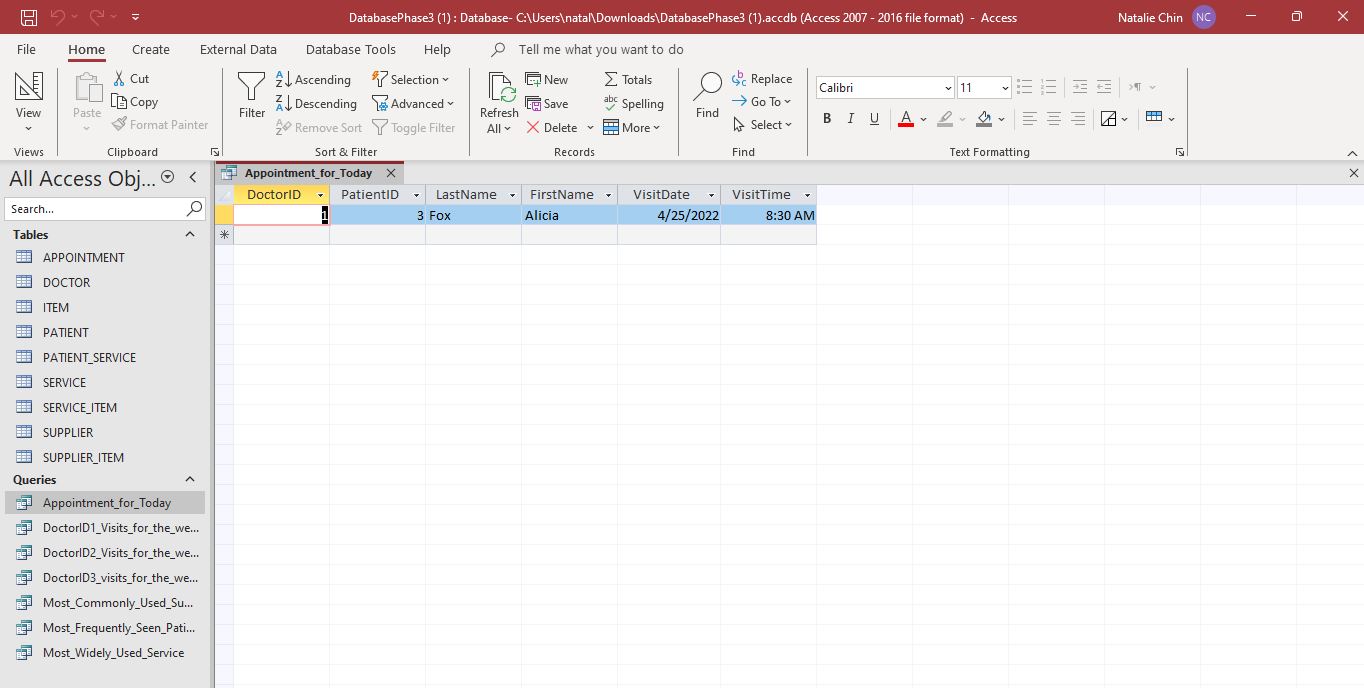 DatabasePhase3 (1) : Database- C:\Users\natal\Downloads\DatabasePhase3 (1).accdb (Access 2007 - 2016 file format) - Access
Natalie Chin
NC
File Home Create External Data Database Tools Help Tell me what you want to do
View
Views
Paste
Cut
Copy
Format Painter
Clipboard
Filter
Ascending
Descending
Remove Sort
Selection
Advanced
Toggle Filter
Sort & Filter
Refresh
All
New
Save
Delete
Totals
Spelling
More
Records
Find
Replace
Go To
Select
Find
Calibri
11
B I U A
Text Formatting
All Access Obj...
Search...
Tables
APPOINTMENT
DOCTOR
ITEM
PATIENT
PATIENT_SERVICE
SERVICE
SERVICE_ITEM
SUPPLIER
SUPPLIER_ITEM
Queries
Appointment_for_Today
DoctorID1_Visits_for_the_we...
DoctorID2_Visits_for_the_we...
DoctorID3_visits_for_the_we...
Most_Commonly_Used_Su...
Most_Frequently_Seen_Pati...
Most_Widely_Used_Service
Appointment_for_Today
DoctorID PatientID LastName FirstName VisitDate VisitTime
1 3 Fox Alicia 4/25/2022 8:30 AM